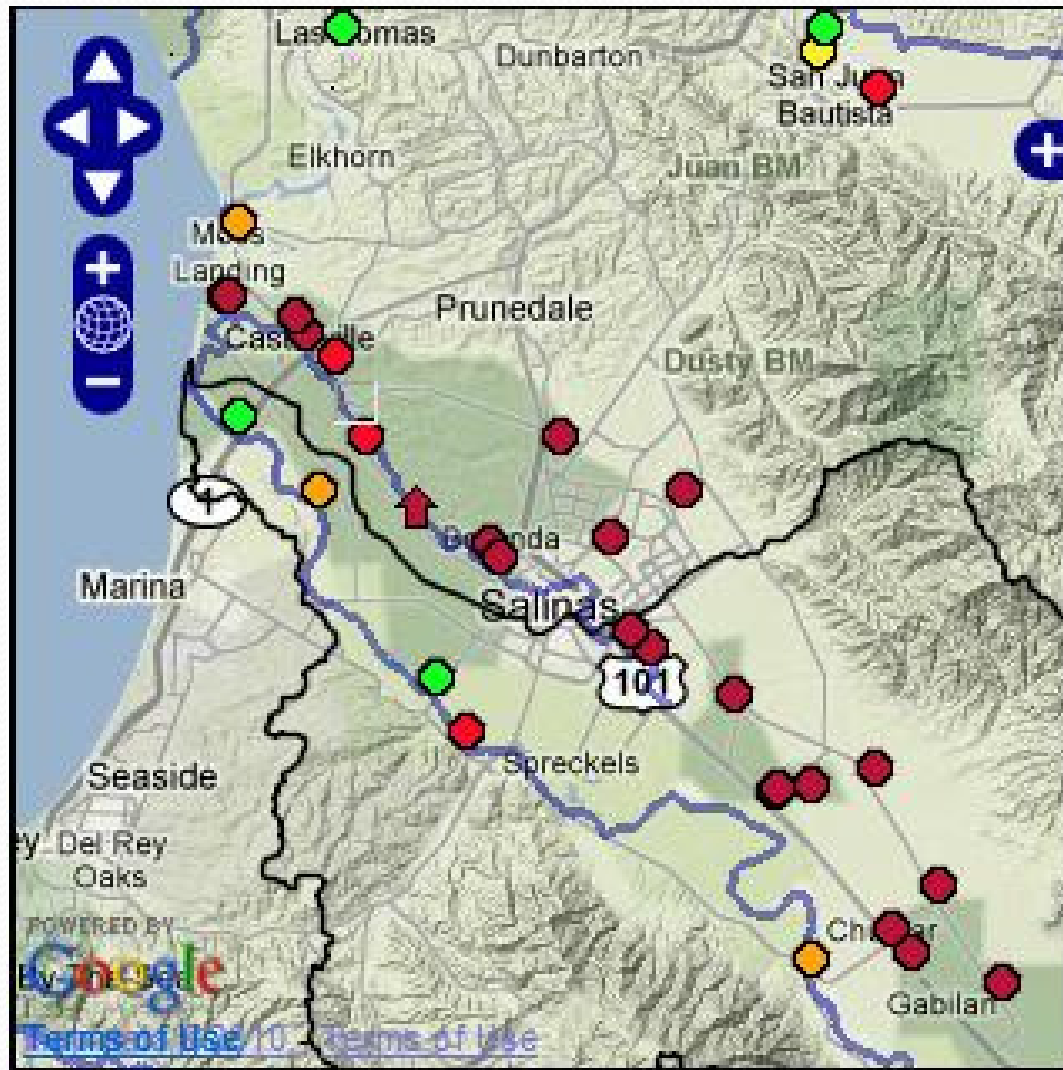 Dunbarton
San Juan
Bautista
Elkhorn
Juan BM
Landing
Prunedale
Dusty BM
1
Marina
Salinas
101
Spreckels
Seaside
Del Rey
Oaks
POWERED BY
Google
Gabilan
Terms of Use
Terms of Use